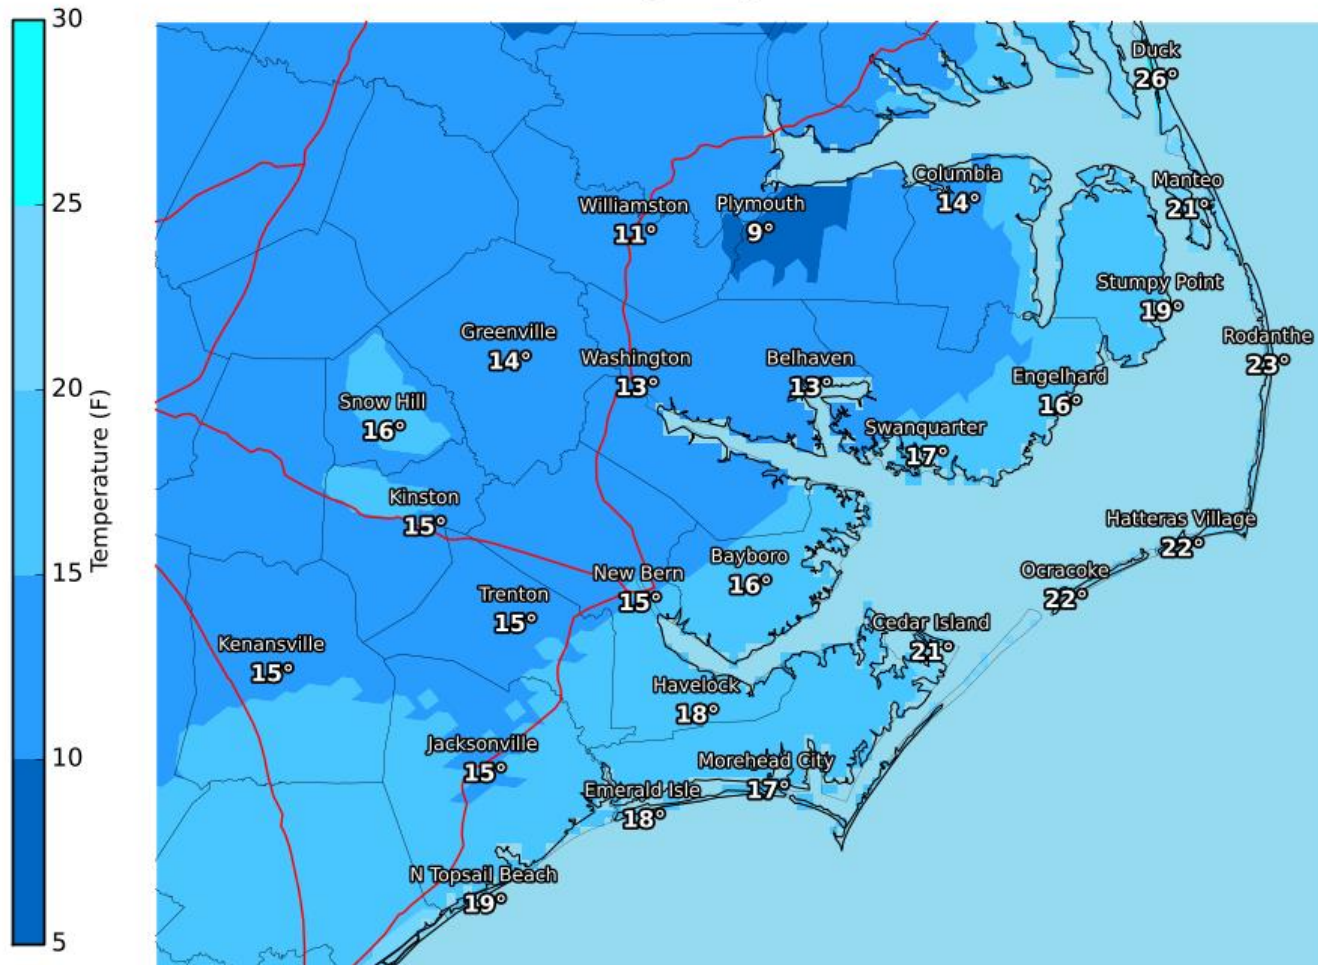 30
25
20
15
10
5
Temperature (F)
Duck
26°
Columbia
14°
Manteo
21°
Williamston
11°
Plymouth
9°
Stumpy Point
19°
Greenville
14°
Washington
13°
Belhaven
13°
Rodanthe
23°
Engelhard
16°
Snow Hill
16°
Swanquarter
17°
Kinston
15°
Hatteras Village
22°
Bayboro
16°
New Bern
15°
Ocracoke
22°
Trenton
15°
Cedar Island
21°
Kenansville
15°
Havelock
18°
Jacksonville
15°
Morehead City
17°
Emerald Isle
18°
N Topsail Beach
19°